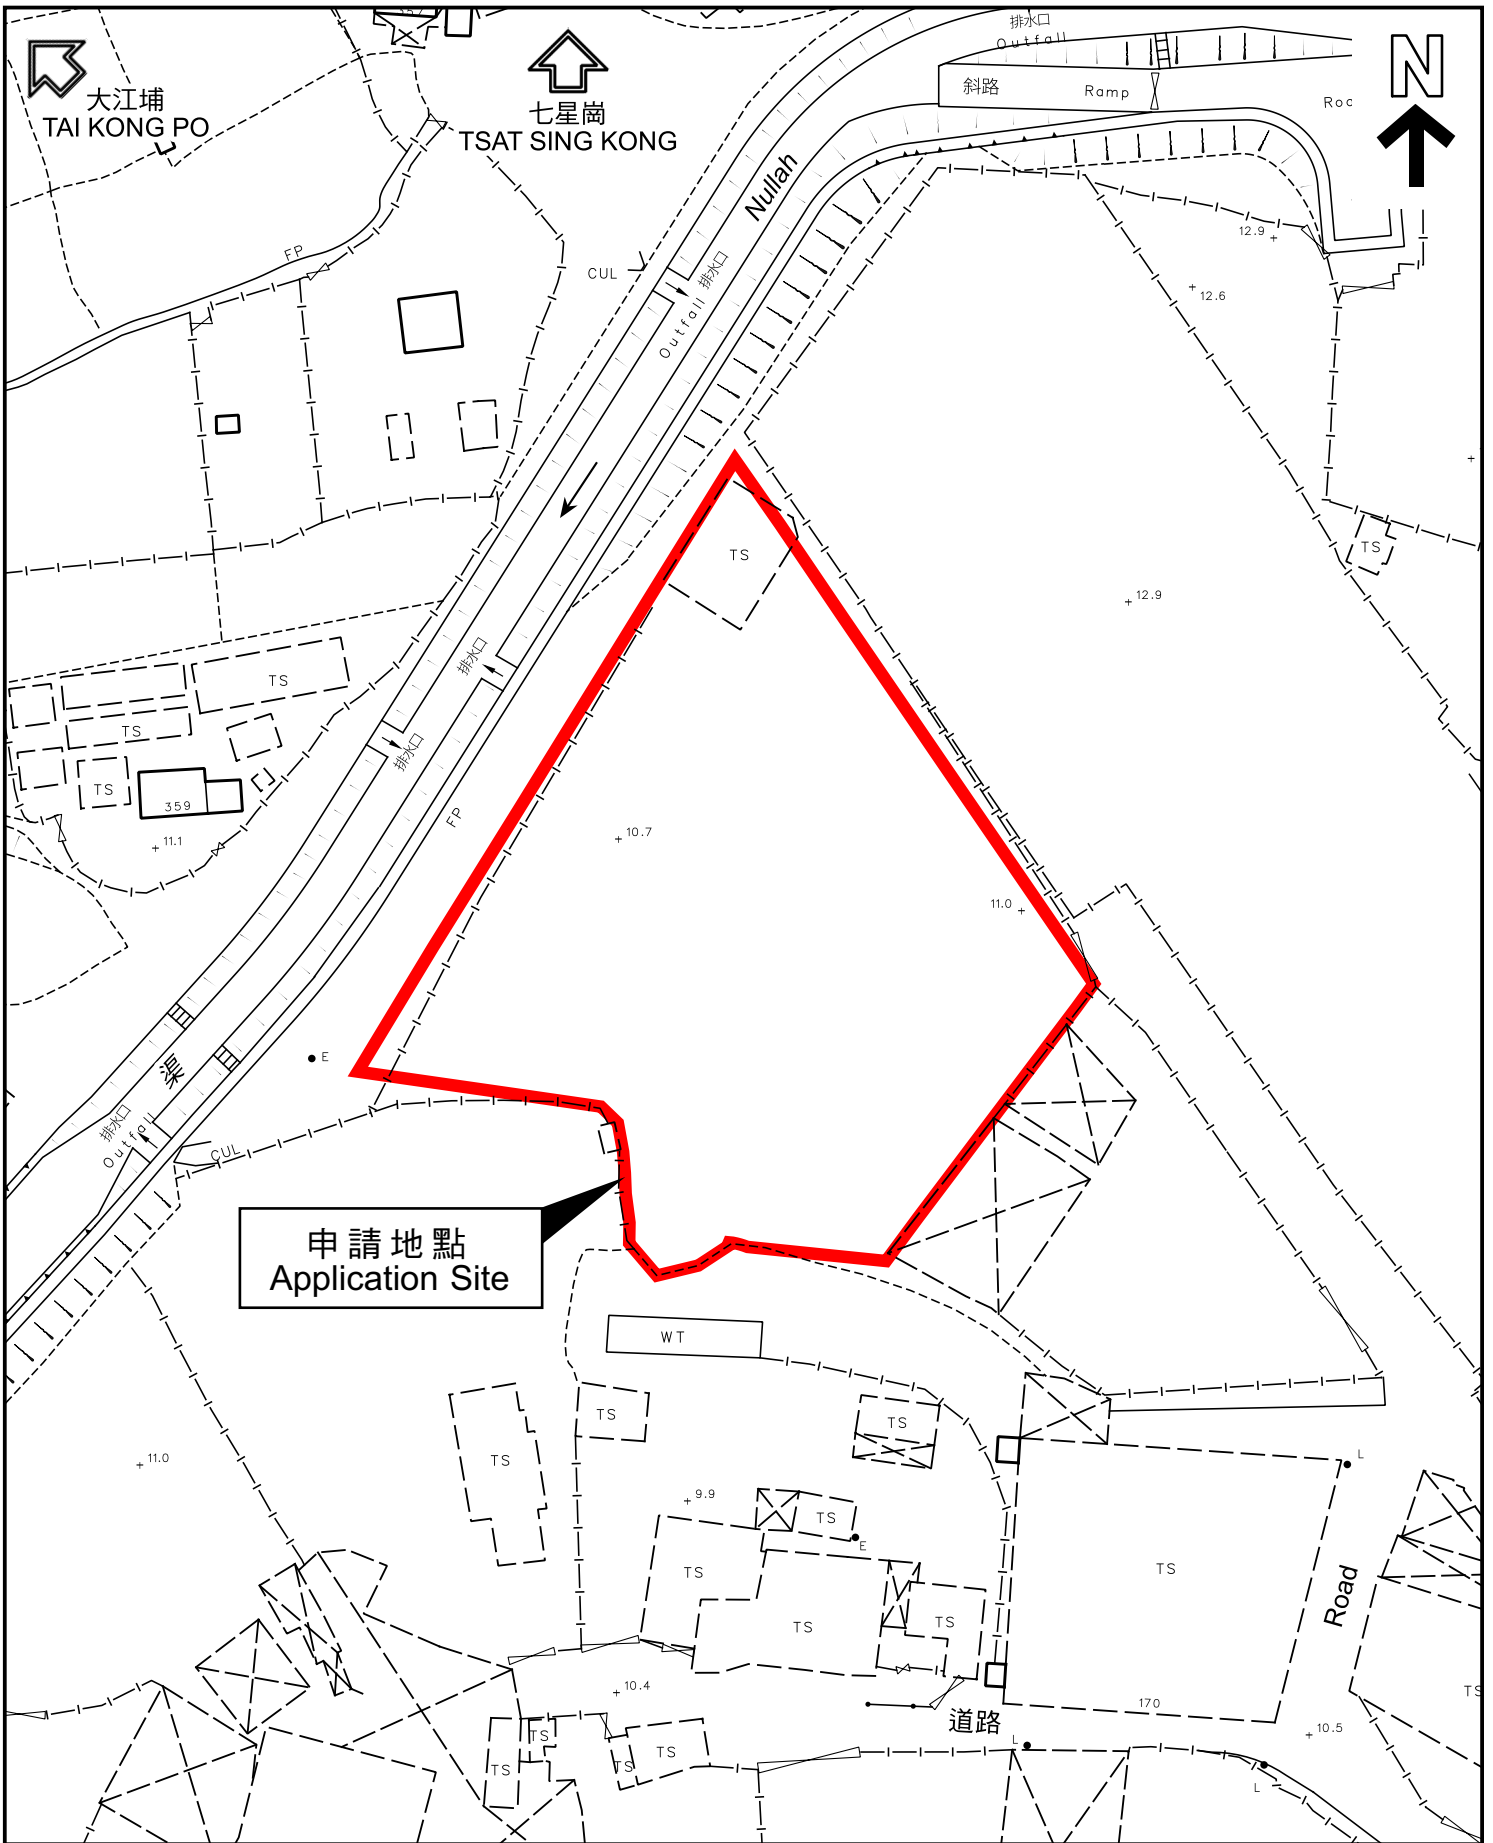 大江埔
TAI KONG PO
七星崗
TSAT SING KONG
排水口
Outfall
斜路
Ramp
N
Nullah
FP
CUL
排水口
Outfall
12.9
12.6
TS
TS
12.9
排水口
TS
TS
排水口
TS
359
FP
10.7
11.1
11.0
E
渠
排水口
Outfall
CUL
申請地點
Application Site
WT
TS
TS
TS
L
11.0
9.9
TS
E
TS
TS
TS
TS
Road
TS
10.4
170
道路
10.5
TS
TS
TS
TS
L
L